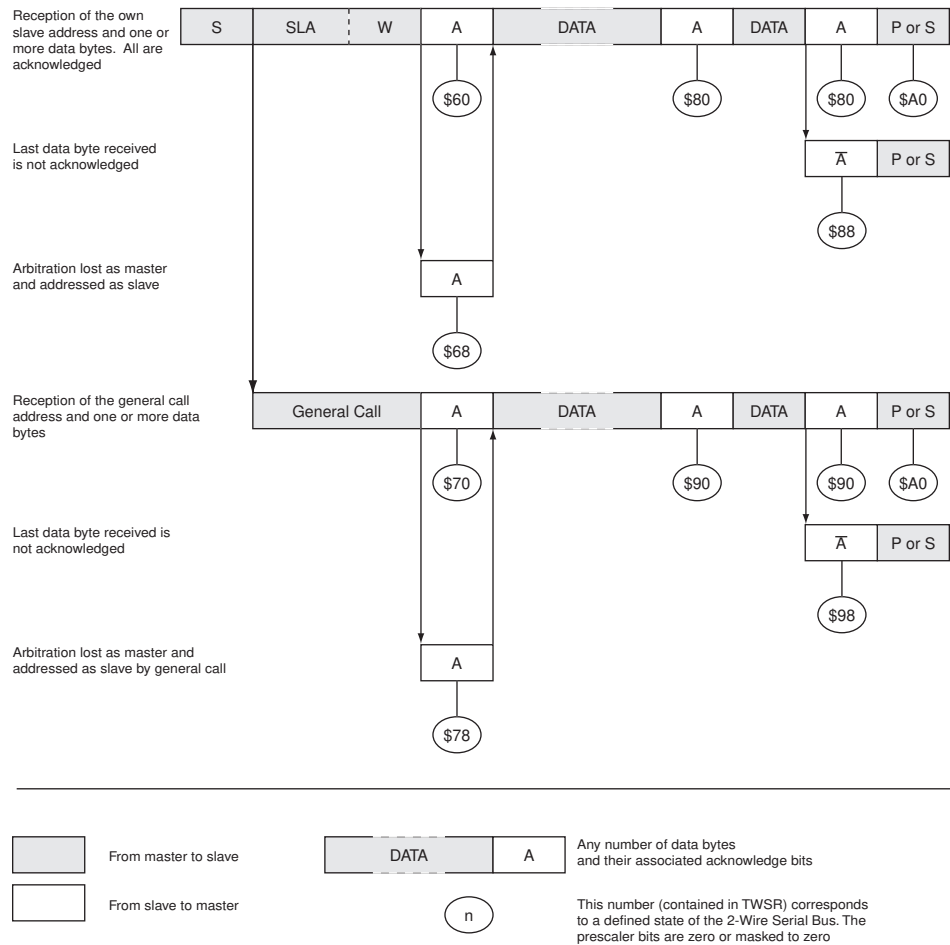 Reception of the own
slave address and one or
more data bytes. All are
acknowledged
S SLA W A DATA A DATA A P or S
$60 $80 $80 $A0
Last data byte received
is not acknowledged
A̅ P or S
$88
Arbitration lost as master
and addressed as slave
A
$68
Reception of the general call
address and one or more data
bytes
General Call A DATA A DATA A P or S
$70 $90 $90 $A0
Last data byte received is
not acknowledged
A̅ P or S
$98
Arbitration lost as master and
addressed as slave by general call
A
$78
From master to slave
DATA A
Any number of data bytes
and their associated acknowledge bits
From slave to master
n
This number (contained in TWSR) corresponds
to a defined state of the 2-Wire Serial Bus. The
prescaler bits are zero or masked to zero